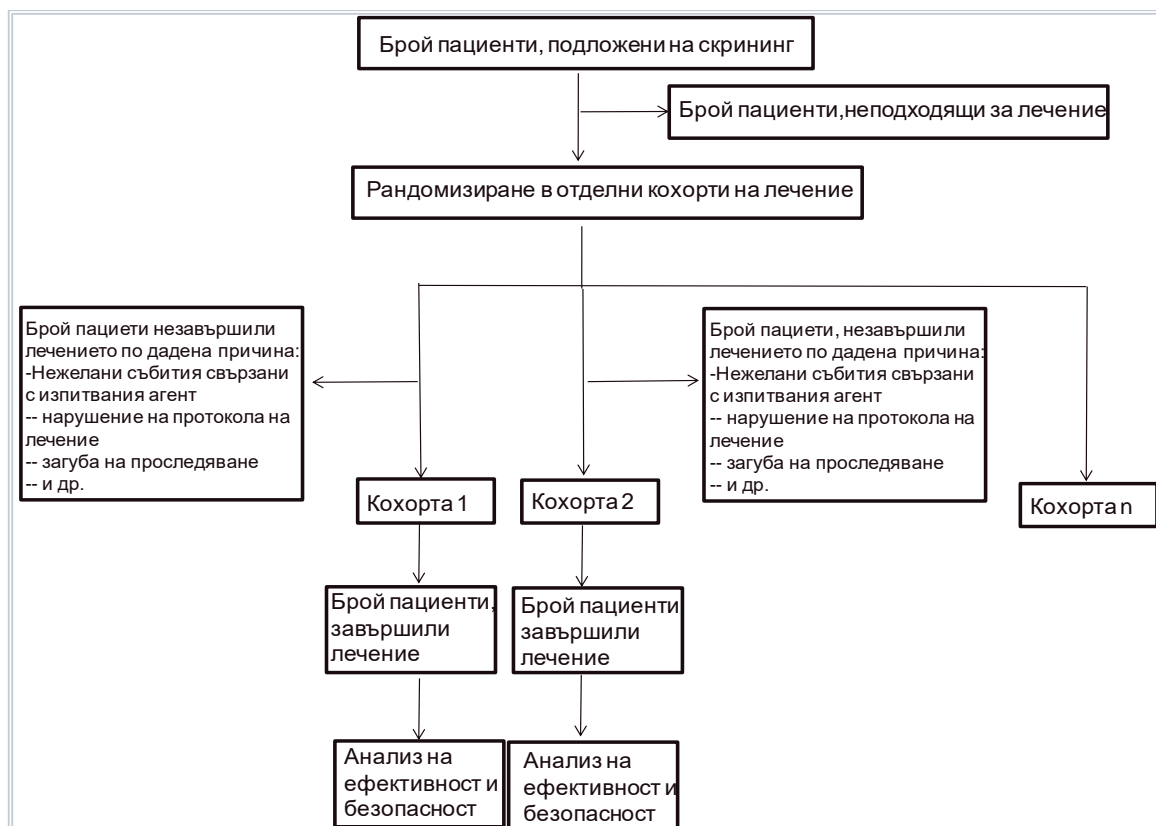 Брой пациенти, подложени на скрининг
Брой пациенти,неподходящи за лечение
Рандомизиране в отделни кохорти на лечение
Брой пациети незавършили
лечението по дадена причина:
-Нежелани събития свързани
с изпитвания агент
-- нарушение на протокола на
лечение
-- загуба на проследяване
-- и др.
Брой пациети, незавършили
лечението по дадена причина:
-Нежелани събития свързани
с изпитвания агент
-- нарушение на протокола на
лечение
-- загуба на проследяване
-- и др.
Кохорта 1
Кохорта 2
Кохорта n
Брой пациенти,
завършили
лечение
Брой пациенти
завършили
лечение
Анализ на
ефективност и
безопасност
Анализ на
ефективност и
безопасност